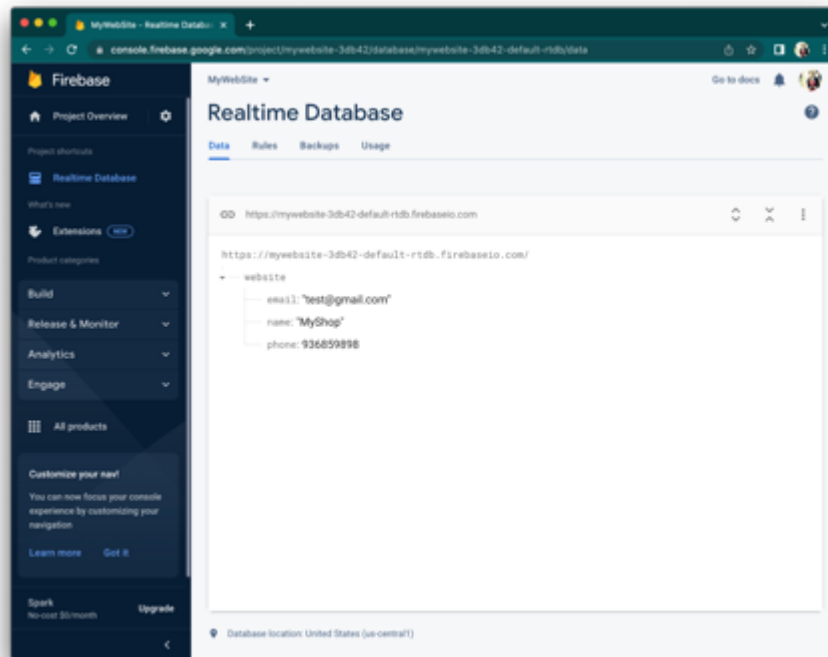 MyWebSite - Realtime Databa
console.firebase.google.com/project/mywebsite-3db42/database/mywebsite-3db42-default-rtdb/data
Firebase
Project Overview
Project shortcuts
Realtime Database
What's new
Extensions NEW
Product categories
Build
Release & Monitor
Analytics
Engage
All products
Customize your nav!
You can now focus your console
experience by customizing your
navigation
Learn more Got it
Spark
No-cost $0/month
Upgrade
MyWebSite
Go to docs
Realtime Database
Data Rules Backups Usage
https://mywebsite-3db42-default-rtdb.firebaseio.com
https://mywebsite-3db42-default-rtdb.firebaseio.com/
website
email: "test@gmail.com"
name: "MyShop"
phone: 936859898
Database location: United States (us-central1)